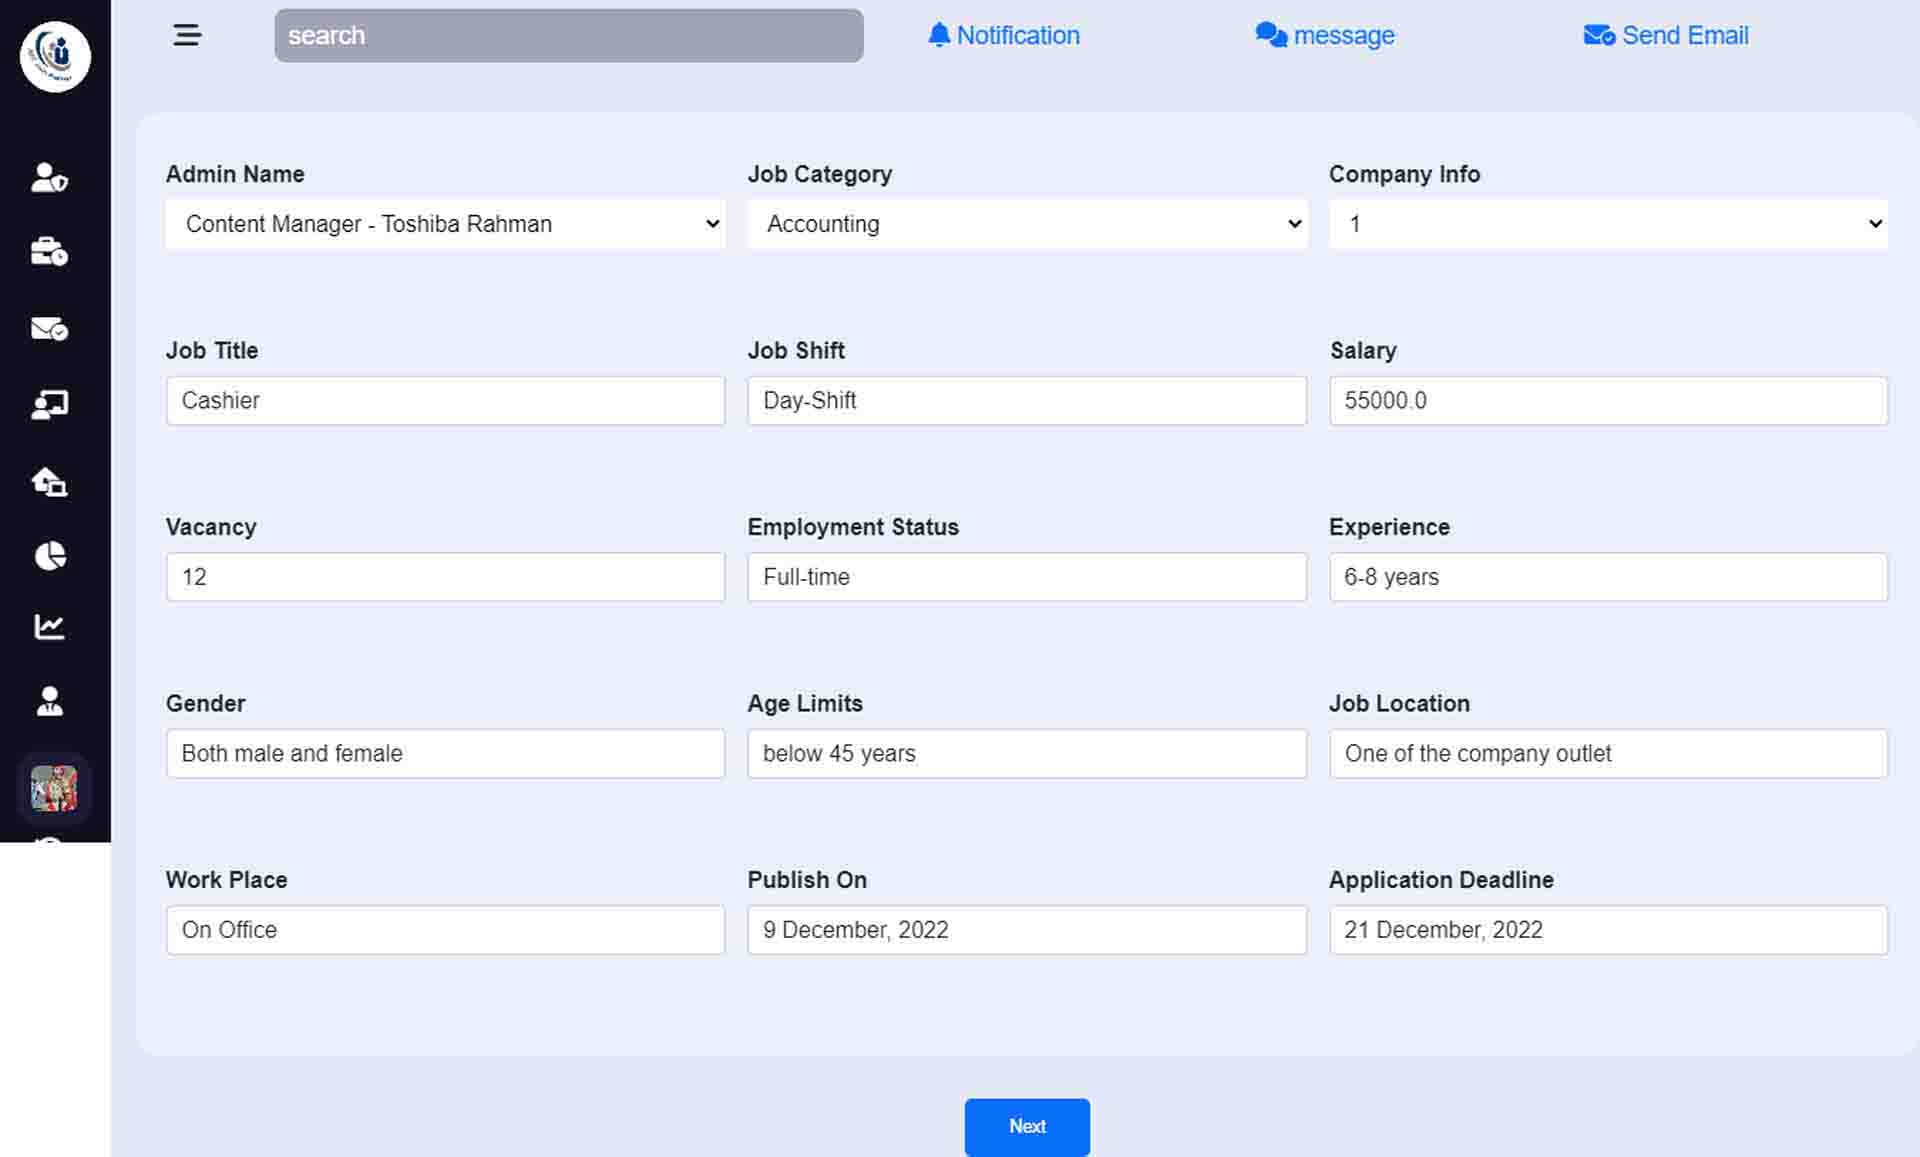 search
Notification
message
Send Email
Admin Name
Job Category
Company Info
Content Manager - Toshiba Rahman
Accounting
1
Job Title
Job Shift
Salary
Cashier
Day-Shift
55000.0
Vacancy
Employment Status
Experience
12
Full-time
6-8 years
Gender
Age Limits
Job Location
Both male and female
below 45 years
One of the company outlet
Work Place
Publish On
Application Deadline
On Office
9 December, 2022
21 December, 2022
Next